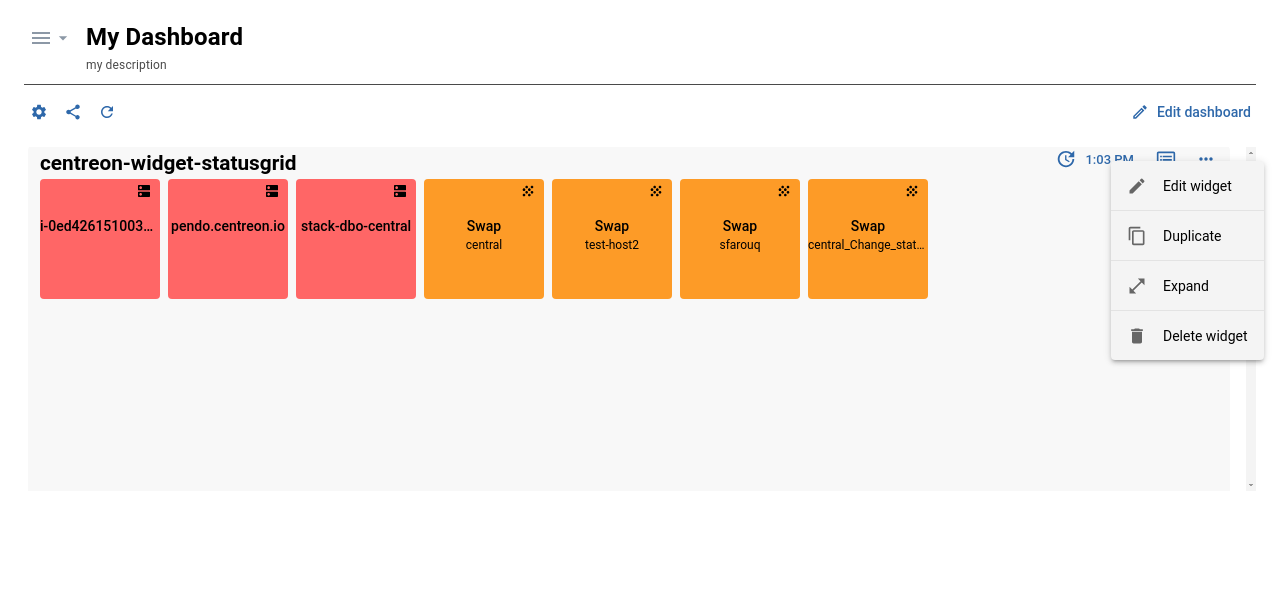 My Dashboard
my description
Edit dashboard
centreon-widget-statusgrid
1:03 PM
i-0ed426151003...
pendo.centreon.io
stack-dbo-central
Swap
central
Swap
test-host2
Swap
sfarouq
Swap
central_Change_stat...
Edit widget
Duplicate
Expand
Delete widget